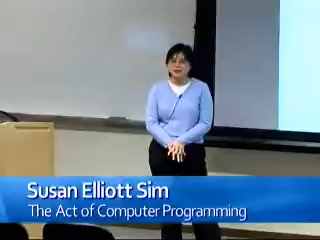 Susan Elliott Sim
The Act of Computer Programming